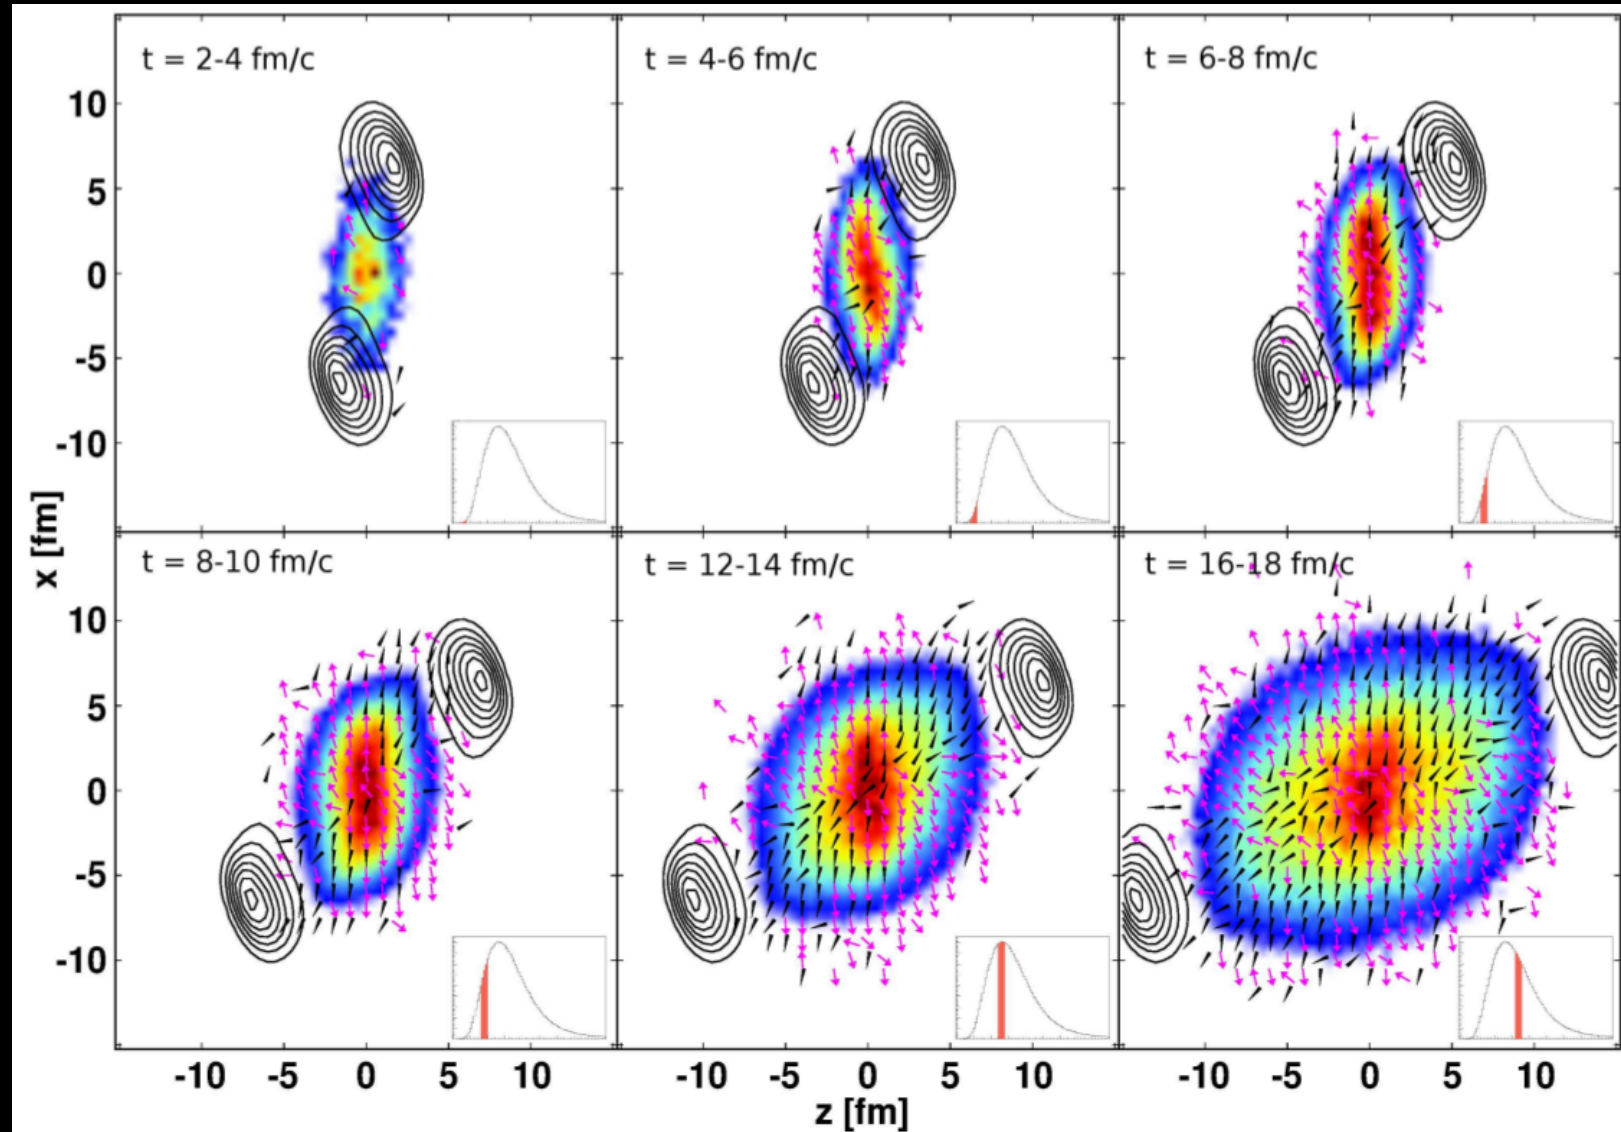 t = 2-4 fm/c
t = 4-6 fm/c
t = 6-8 fm/c
10
5
0
-5
-10
t = 8-10 fm/c
t = 12-14 fm/c
t = 16-18 fm/c
10
5
0
-5
-10
x [fm]
-10 -5 0 5 10
-10 -5 0 5 10
-10 -5 0 5 10
z [fm]